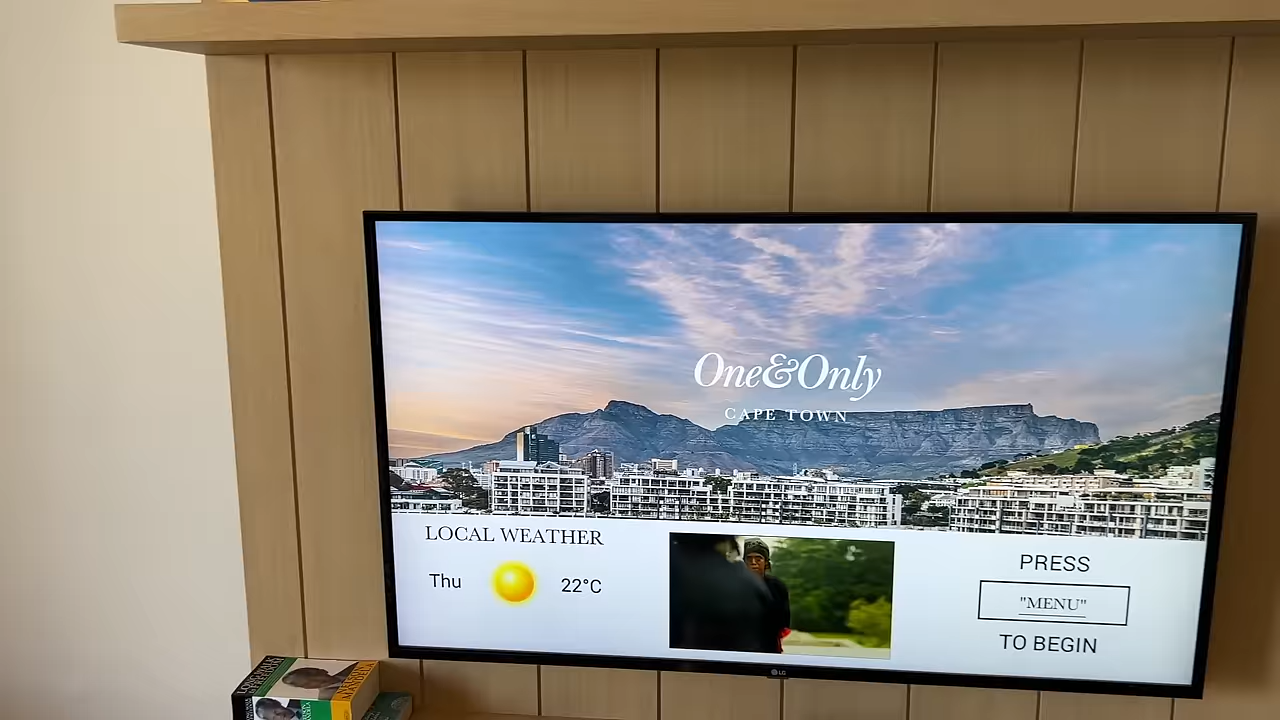 One&Only
CAPE TOWN
LOCAL WEATHER
Thu
22°C
PRESS
"MENU"
TO BEGIN
LG